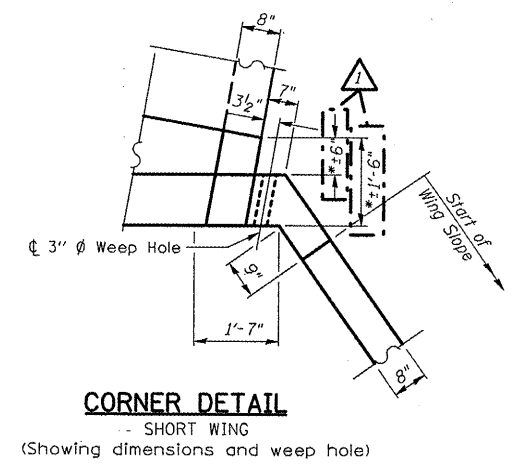 8"
7"
3½"
1
*±6"
*±1'-6"
Start of
Wing Slope
℄ 3" Ø Weep Hole
9"
1'-7"
8"
CORNER DETAIL
-- SHORT WING
(Showing dimensions and weep hole)